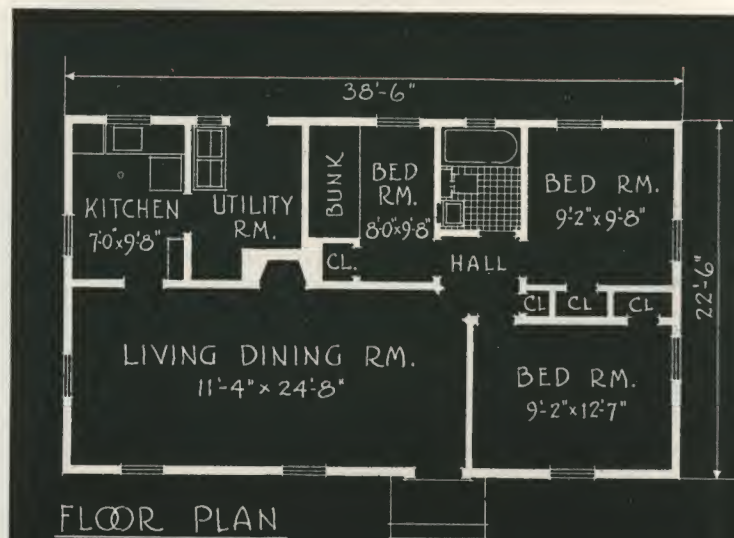 38'-6"
KITCHEN
7'-0"x9'-8"
UTILITY
RM.
BUNK
BED
RM.
8'-0"x9'-8"
CL.
HALL
BED RM.
9'-2"x9'-8"
CL
CL
CL
22'-6"
LIVING DINING RM.
11'-4" x 24'-8"
BED RM.
9'-2"x12'-7"
FLOOR PLAN